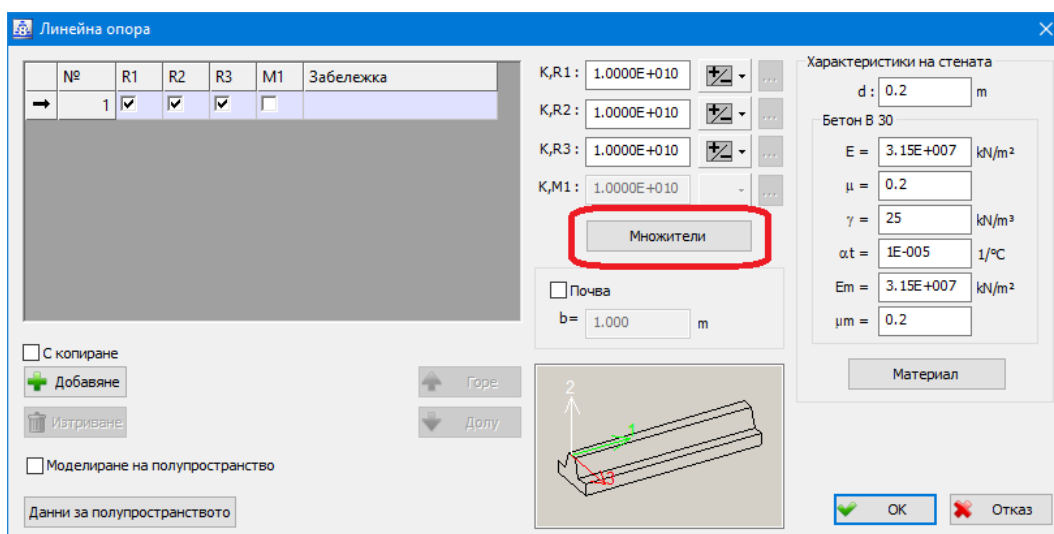 Линейна опора
№ R1 R2 R3 M1 Забележка
1
С копиране
Добавяне
Изтриване
Горе
Долу
Моделиране на полупространство
Данни за полупространството
K,R1: 1.0000E+010
K,R2: 1.0000E+010
K,R3: 1.0000E+010
K,M1: 1.0000E+010
Множители
Почва
b= 1.000 m
2
1
3
Характеристики на стената
d: 0.2 m
Бетон B 30
E = 3.15E+007 kN/m²
μ = 0.2
γ = 25 kN/m³
αt = 1E-005 1/°C
Em = 3.15E+007 kN/m²
μm = 0.2
Материал
OK
Отказ